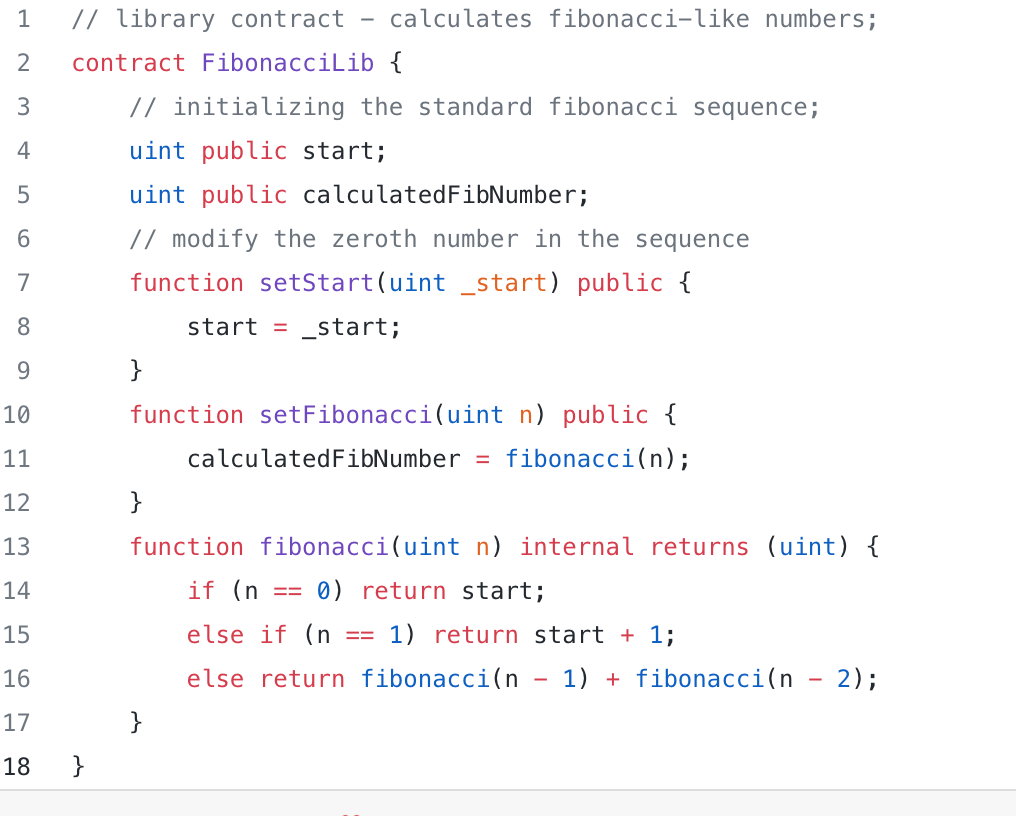 1 // library contract - calculates fibonacci-like numbers;
2 contract FibonacciLib {
3 // initializing the standard fibonacci sequence;
4 uint public start;
5 uint public calculatedFibNumber;
6 // modify the zeroth number in the sequence
7 function setStart(uint _start) public {
8 start = _start;
9 }
10 function setFibonacci(uint n) public {
11 calculatedFibNumber = fibonacci(n);
12 }
13 function fibonacci(uint n) internal returns (uint) {
14 if (n == 0) return start;
15 else if (n == 1) return start + 1;
16 else return fibonacci(n - 1) + fibonacci(n - 2);
17 }
18 }